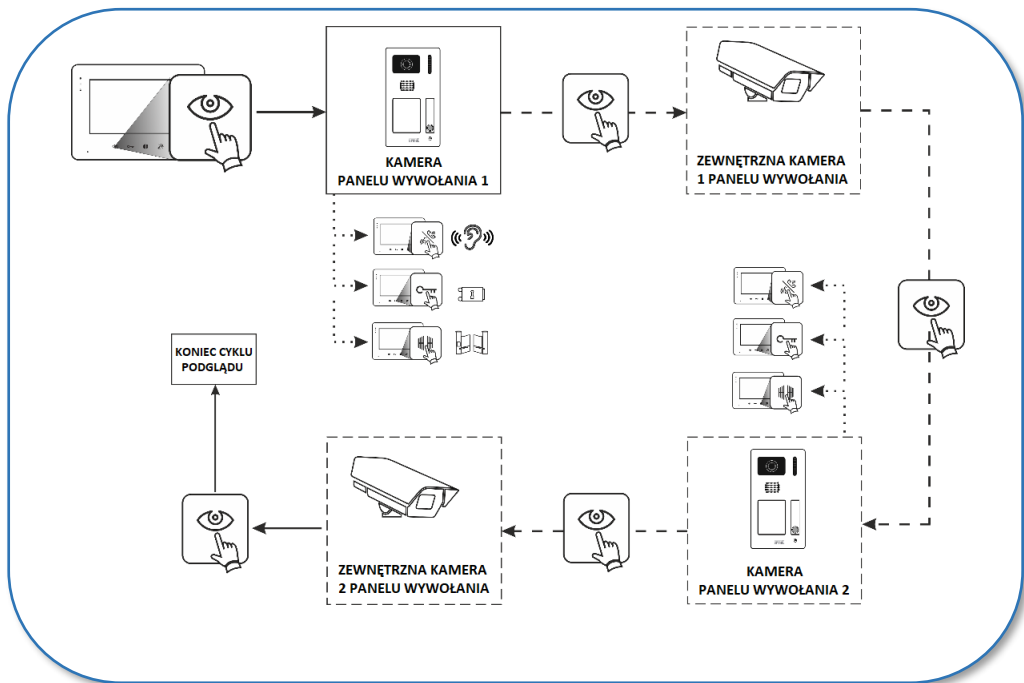 KAMERA
PANELU WYWOŁANIA 1
ZEWNĘTRZNA KAMERA
1 PANELU WYWOŁANIA
KONIEC CYKLU
PODGLĄDU
ZEWNĘTRZNA KAMERA
2 PANELU WYWOŁANIA
KAMERA
PANELU WYWOŁANIA 2